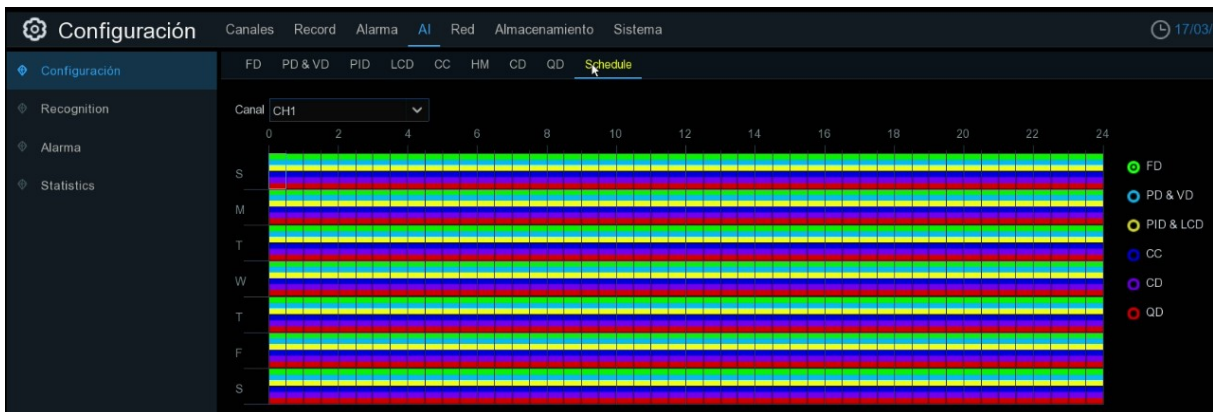 Configuración Canales Record Alarma AI Red Almacenamiento Sistema 17/03/
Configuración FD PD & VD PID LCD CC HM CD QD Schedule
Recognition
Canal CH1
Alarma
0 2 4 6 8 10 12 14 16 18 20 22 24
Statistics
S
M
T
W
T
F
S
FD
PD & VD
PID & LCD
CC
CD
QD